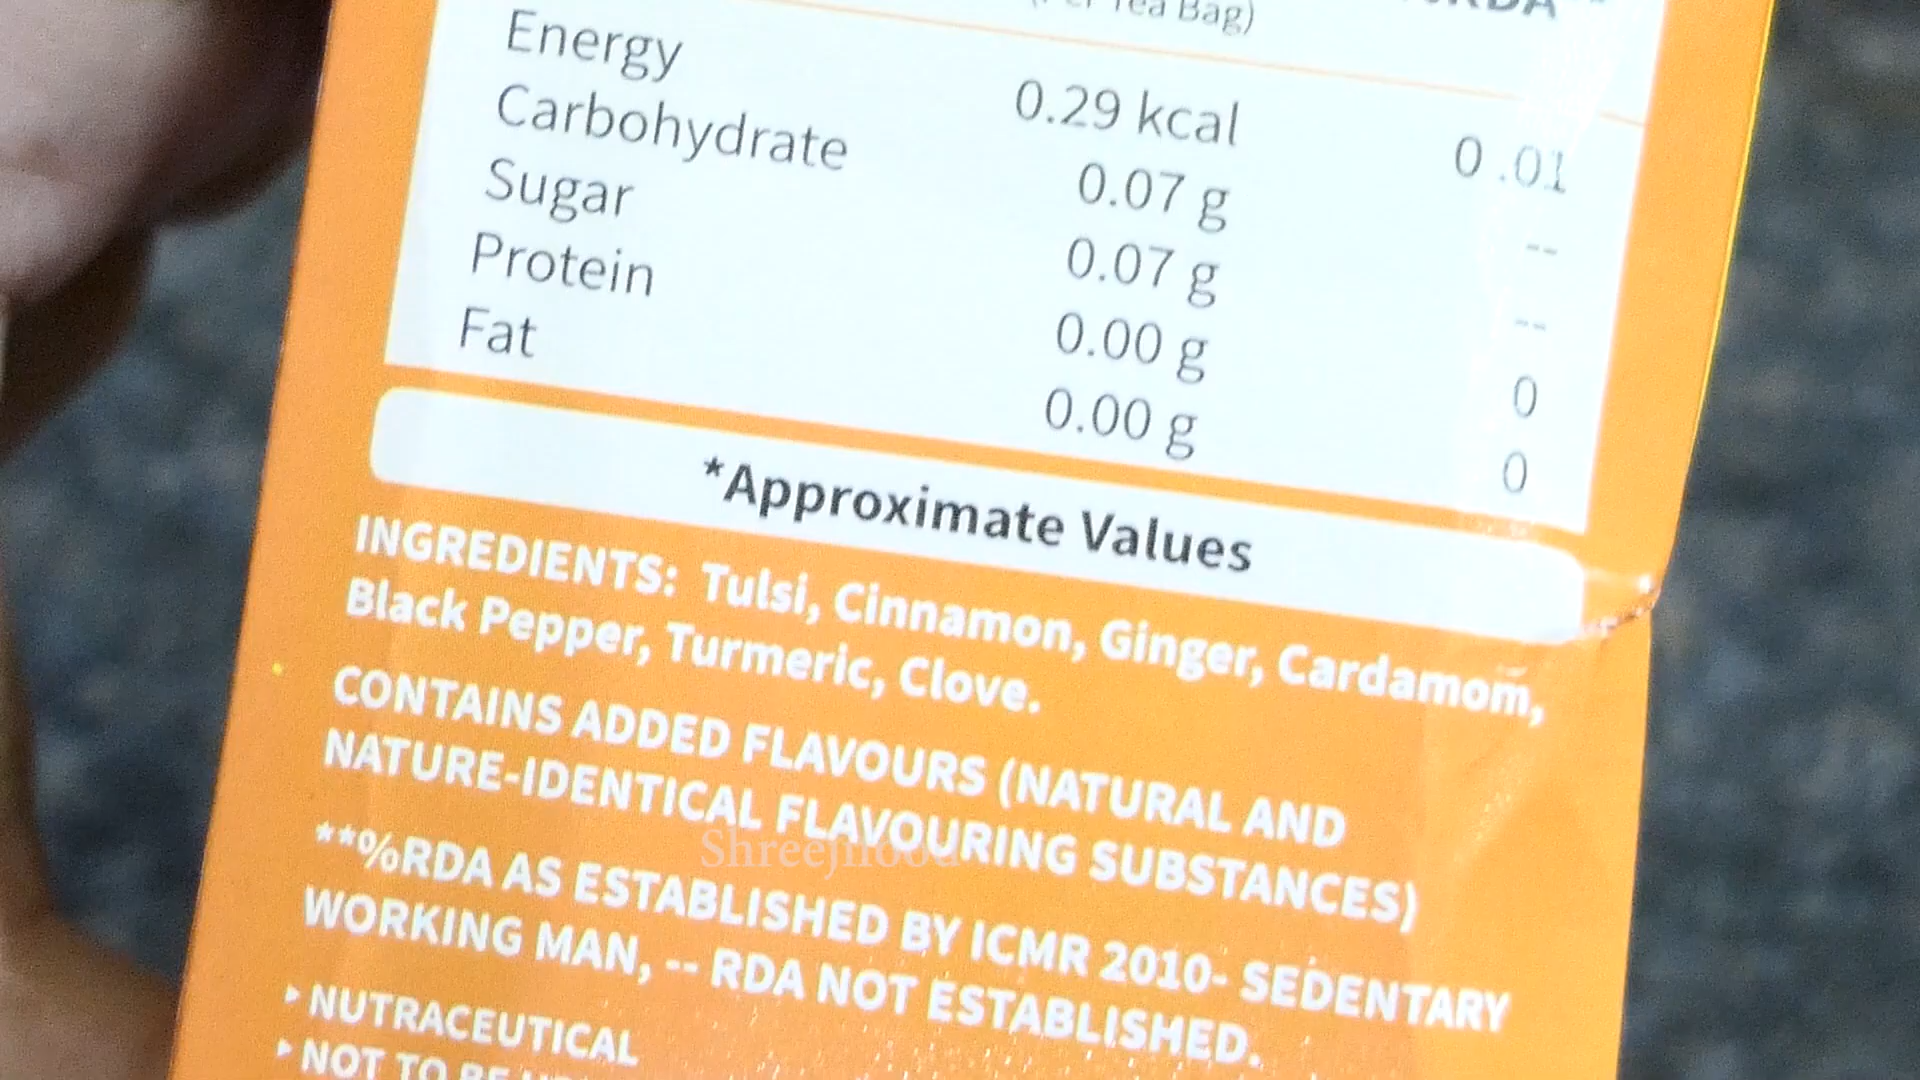 (Per Tea Bag) %RDA**
Energy 0.29 kcal 0 .01
Carbohydrate 0.07 g --
Sugar 0.07 g --
Protein 0.00 g 0
Fat 0.00 g 0
*Approximate Values
INGREDIENTS: Tulsi, Cinnamon, Ginger, Cardamom,
Black Pepper, Turmeric, Clove.
CONTAINS ADDED FLAVOURS (NATURAL AND
NATURE-IDENTICAL FLAVOURING SUBSTANCES)
Shreejifood
**%RDA AS ESTABLISHED BY ICMR 2010- SEDENTARY
WORKING MAN, -- RDA NOT ESTABLISHED.
▸ NUTRACEUTICAL
▸ NOT TO BE